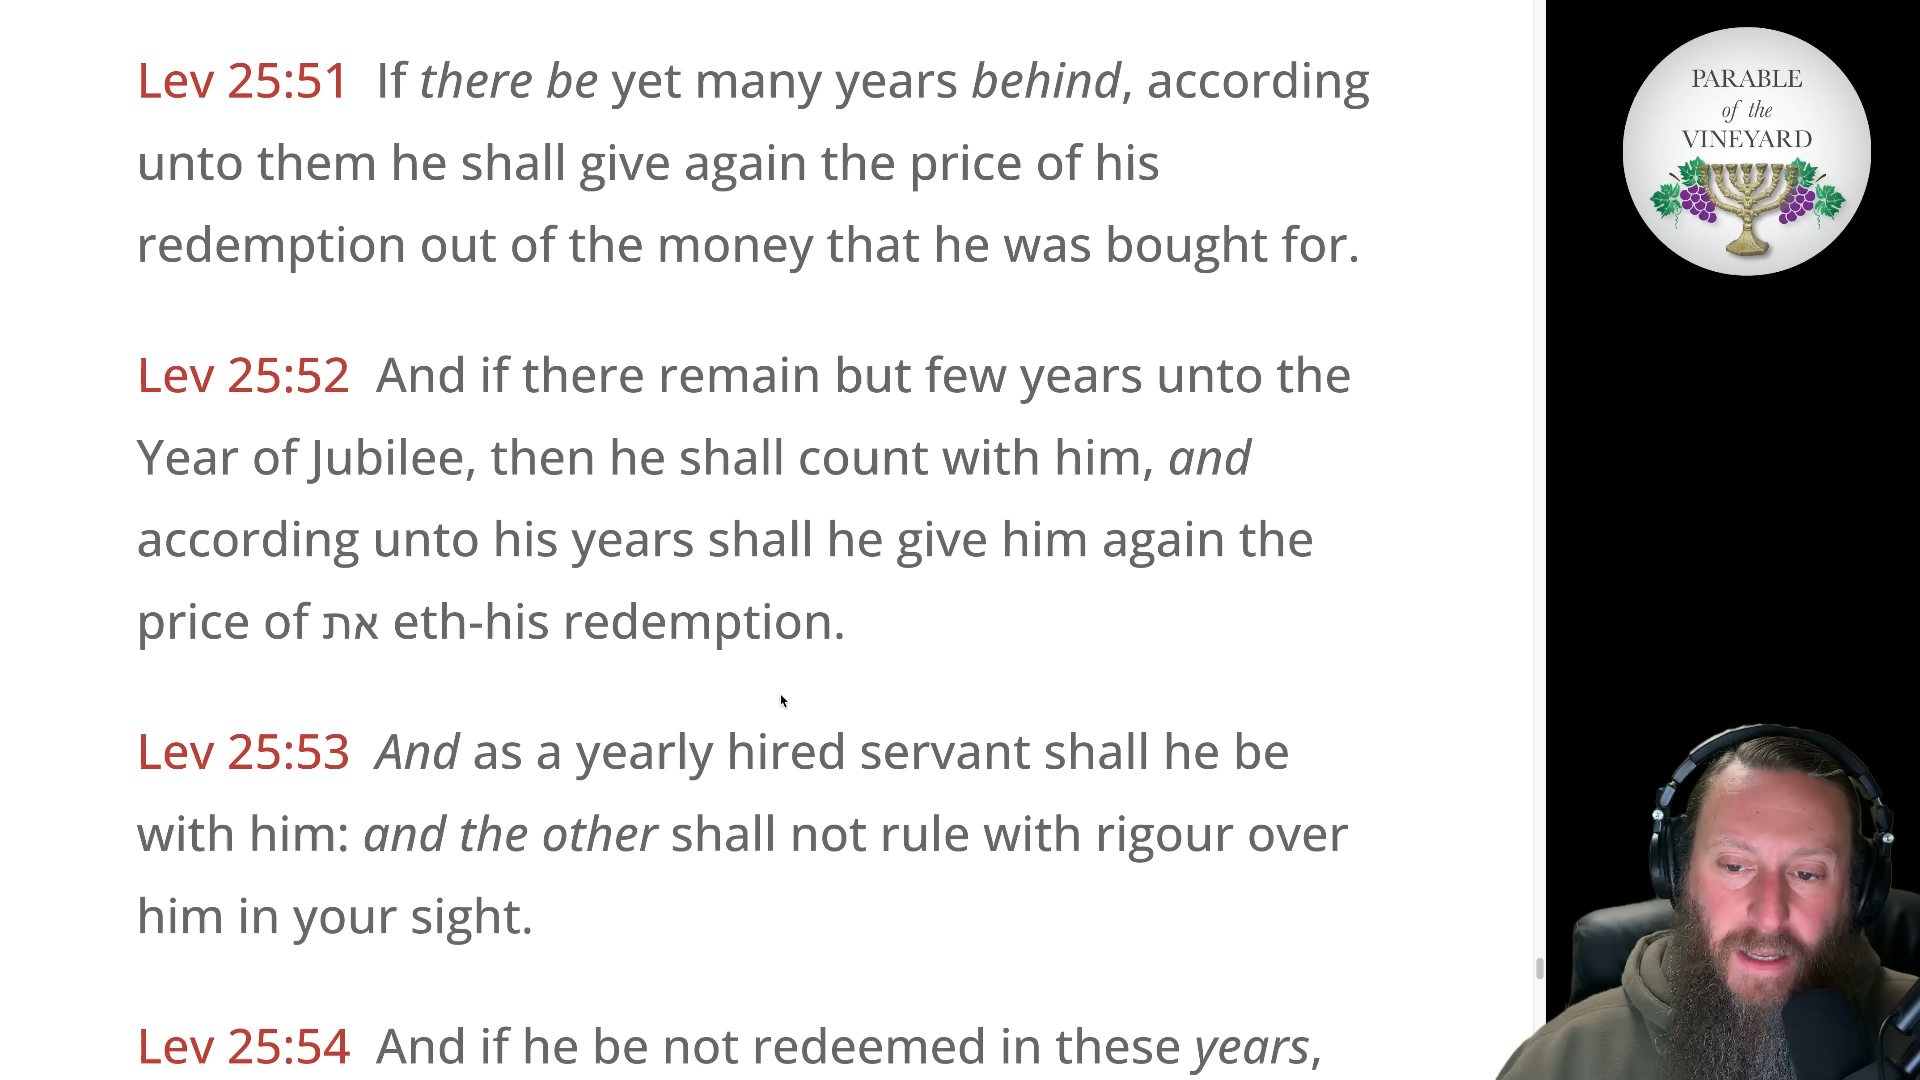 Lev 25:51 If there be yet many years behind, according
unto them he shall give again the price of his
redemption out of the money that he was bought for.
Lev 25:52 And if there remain but few years unto the
Year of Jubilee, then he shall count with him, and
according unto his years shall he give him again the
price of את eth-his redemption.
Lev 25:53 And as a yearly hired servant shall he be
with him: and the other shall not rule with rigour over
him in your sight.
Lev 25:54 And if he be not redeemed in these years,
PARABLE
of the
VINEYARD